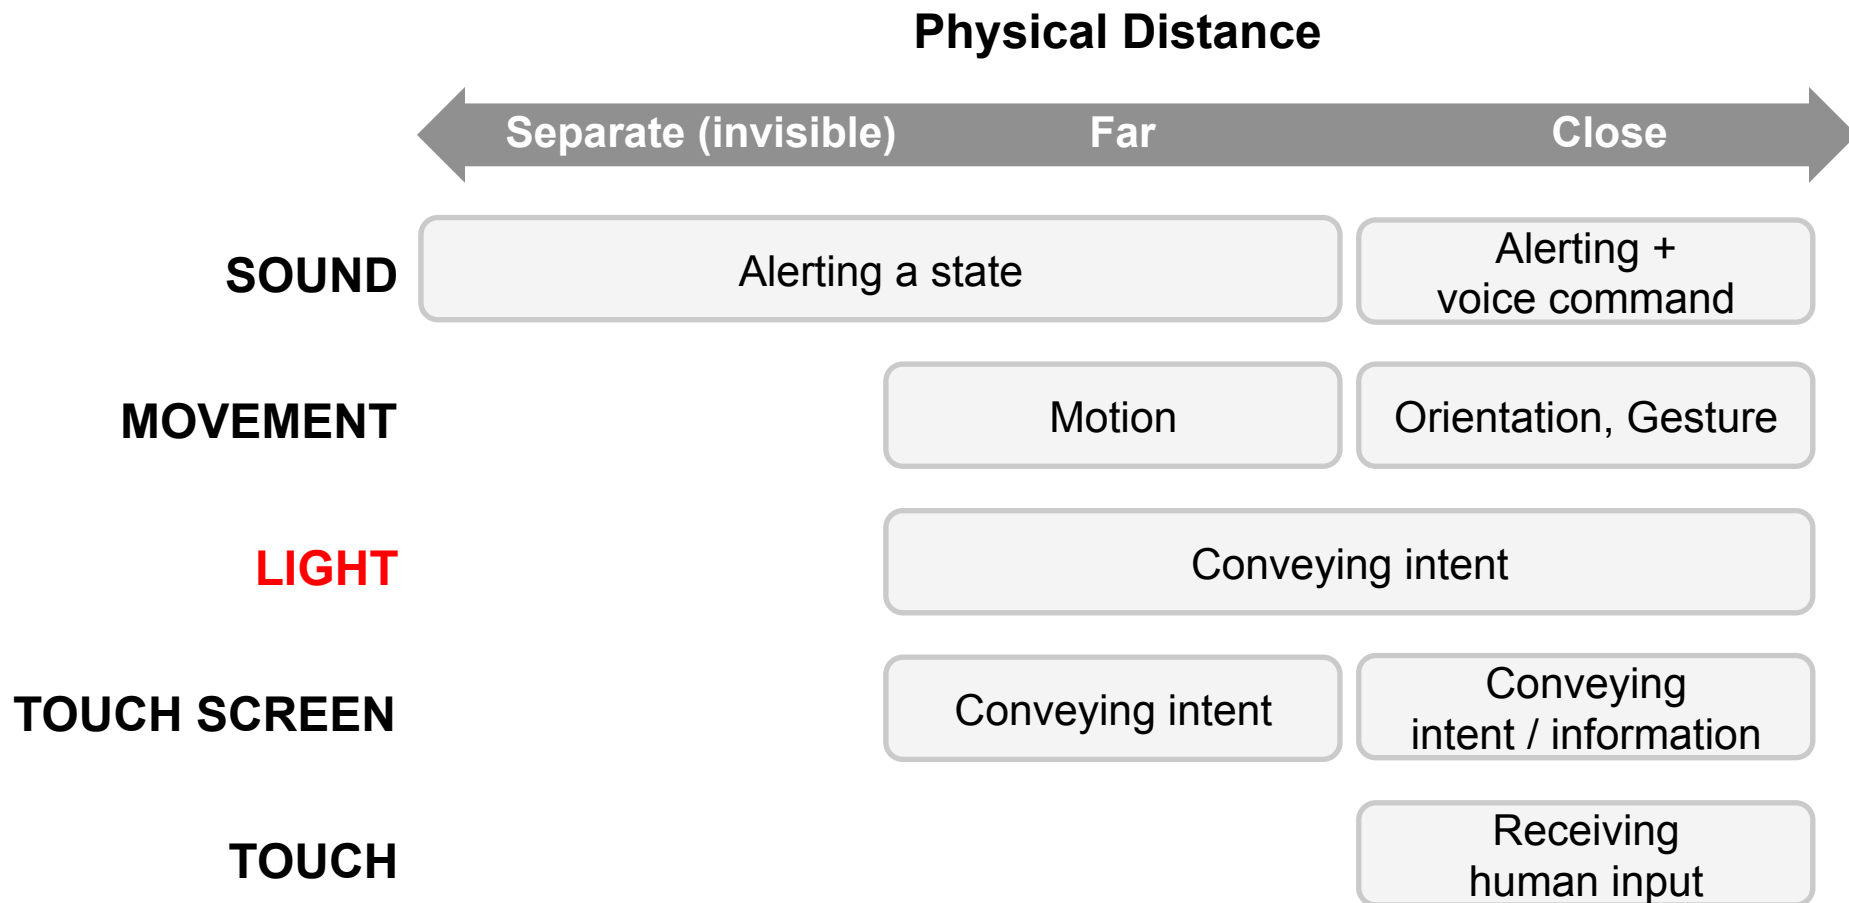 Physical Distance
Separate (invisible) Far Close
SOUND
Alerting a state
Alerting +
voice command
MOVEMENT
Motion
Orientation, Gesture
LIGHT
Conveying intent
TOUCH SCREEN
Conveying intent
Conveying
intent / information
TOUCH
Receiving
human input